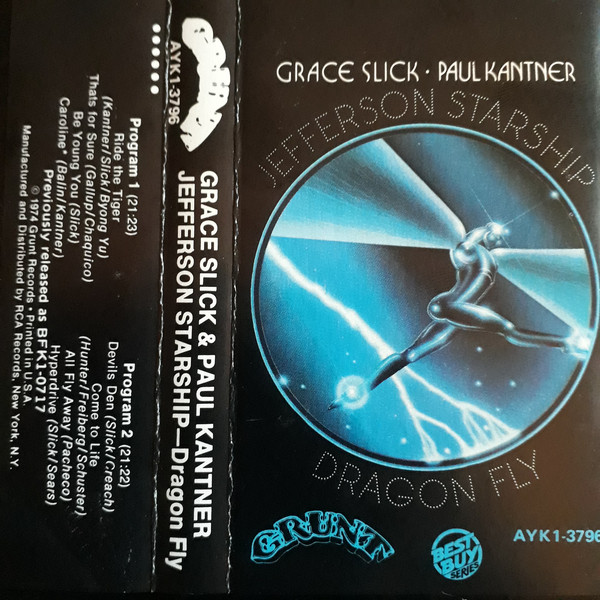 GRACE SLICK · PAUL KANTNER
JEFFERSON STARSHIP
DRAGON FLY
GRUNT
BEST
BUY
SERIES
AYK1-3796
GRUNT
AYK1-3796
GRACE SLICK & PAUL KANTNER
JEFFERSON STARSHIP—Dragon Fly
Program 1 (21:23)
Ride the Tiger
(Kantner/Slick/Byong Yu)
Thats for Sure (Gallup/Chaquico)
Be Young You (Slick)
Caroline* (Balin/Kantner)
Program 2 (21:22)
Devils Den (Slick/Creach)
Come to Life
(Hunter/Freiberg/Schuster)
All Fly Away (Pacheco)
Hyperdrive (Slick/Sears)
Previously released as BFK1-0717
© 1974 Grunt Records • Printed in U.S.A.
Manufactured and Distributed by RCA Records, New York, N.Y.